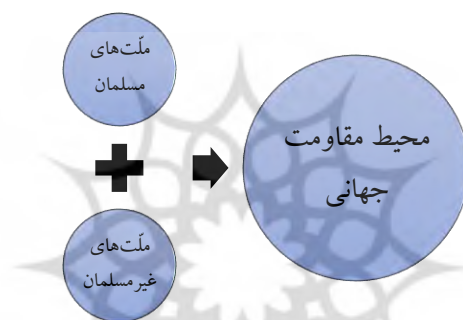 ملّت‌های
مسلمان
محیط مقاومت
جهانی
ملّت‌های
غیرمسلمان